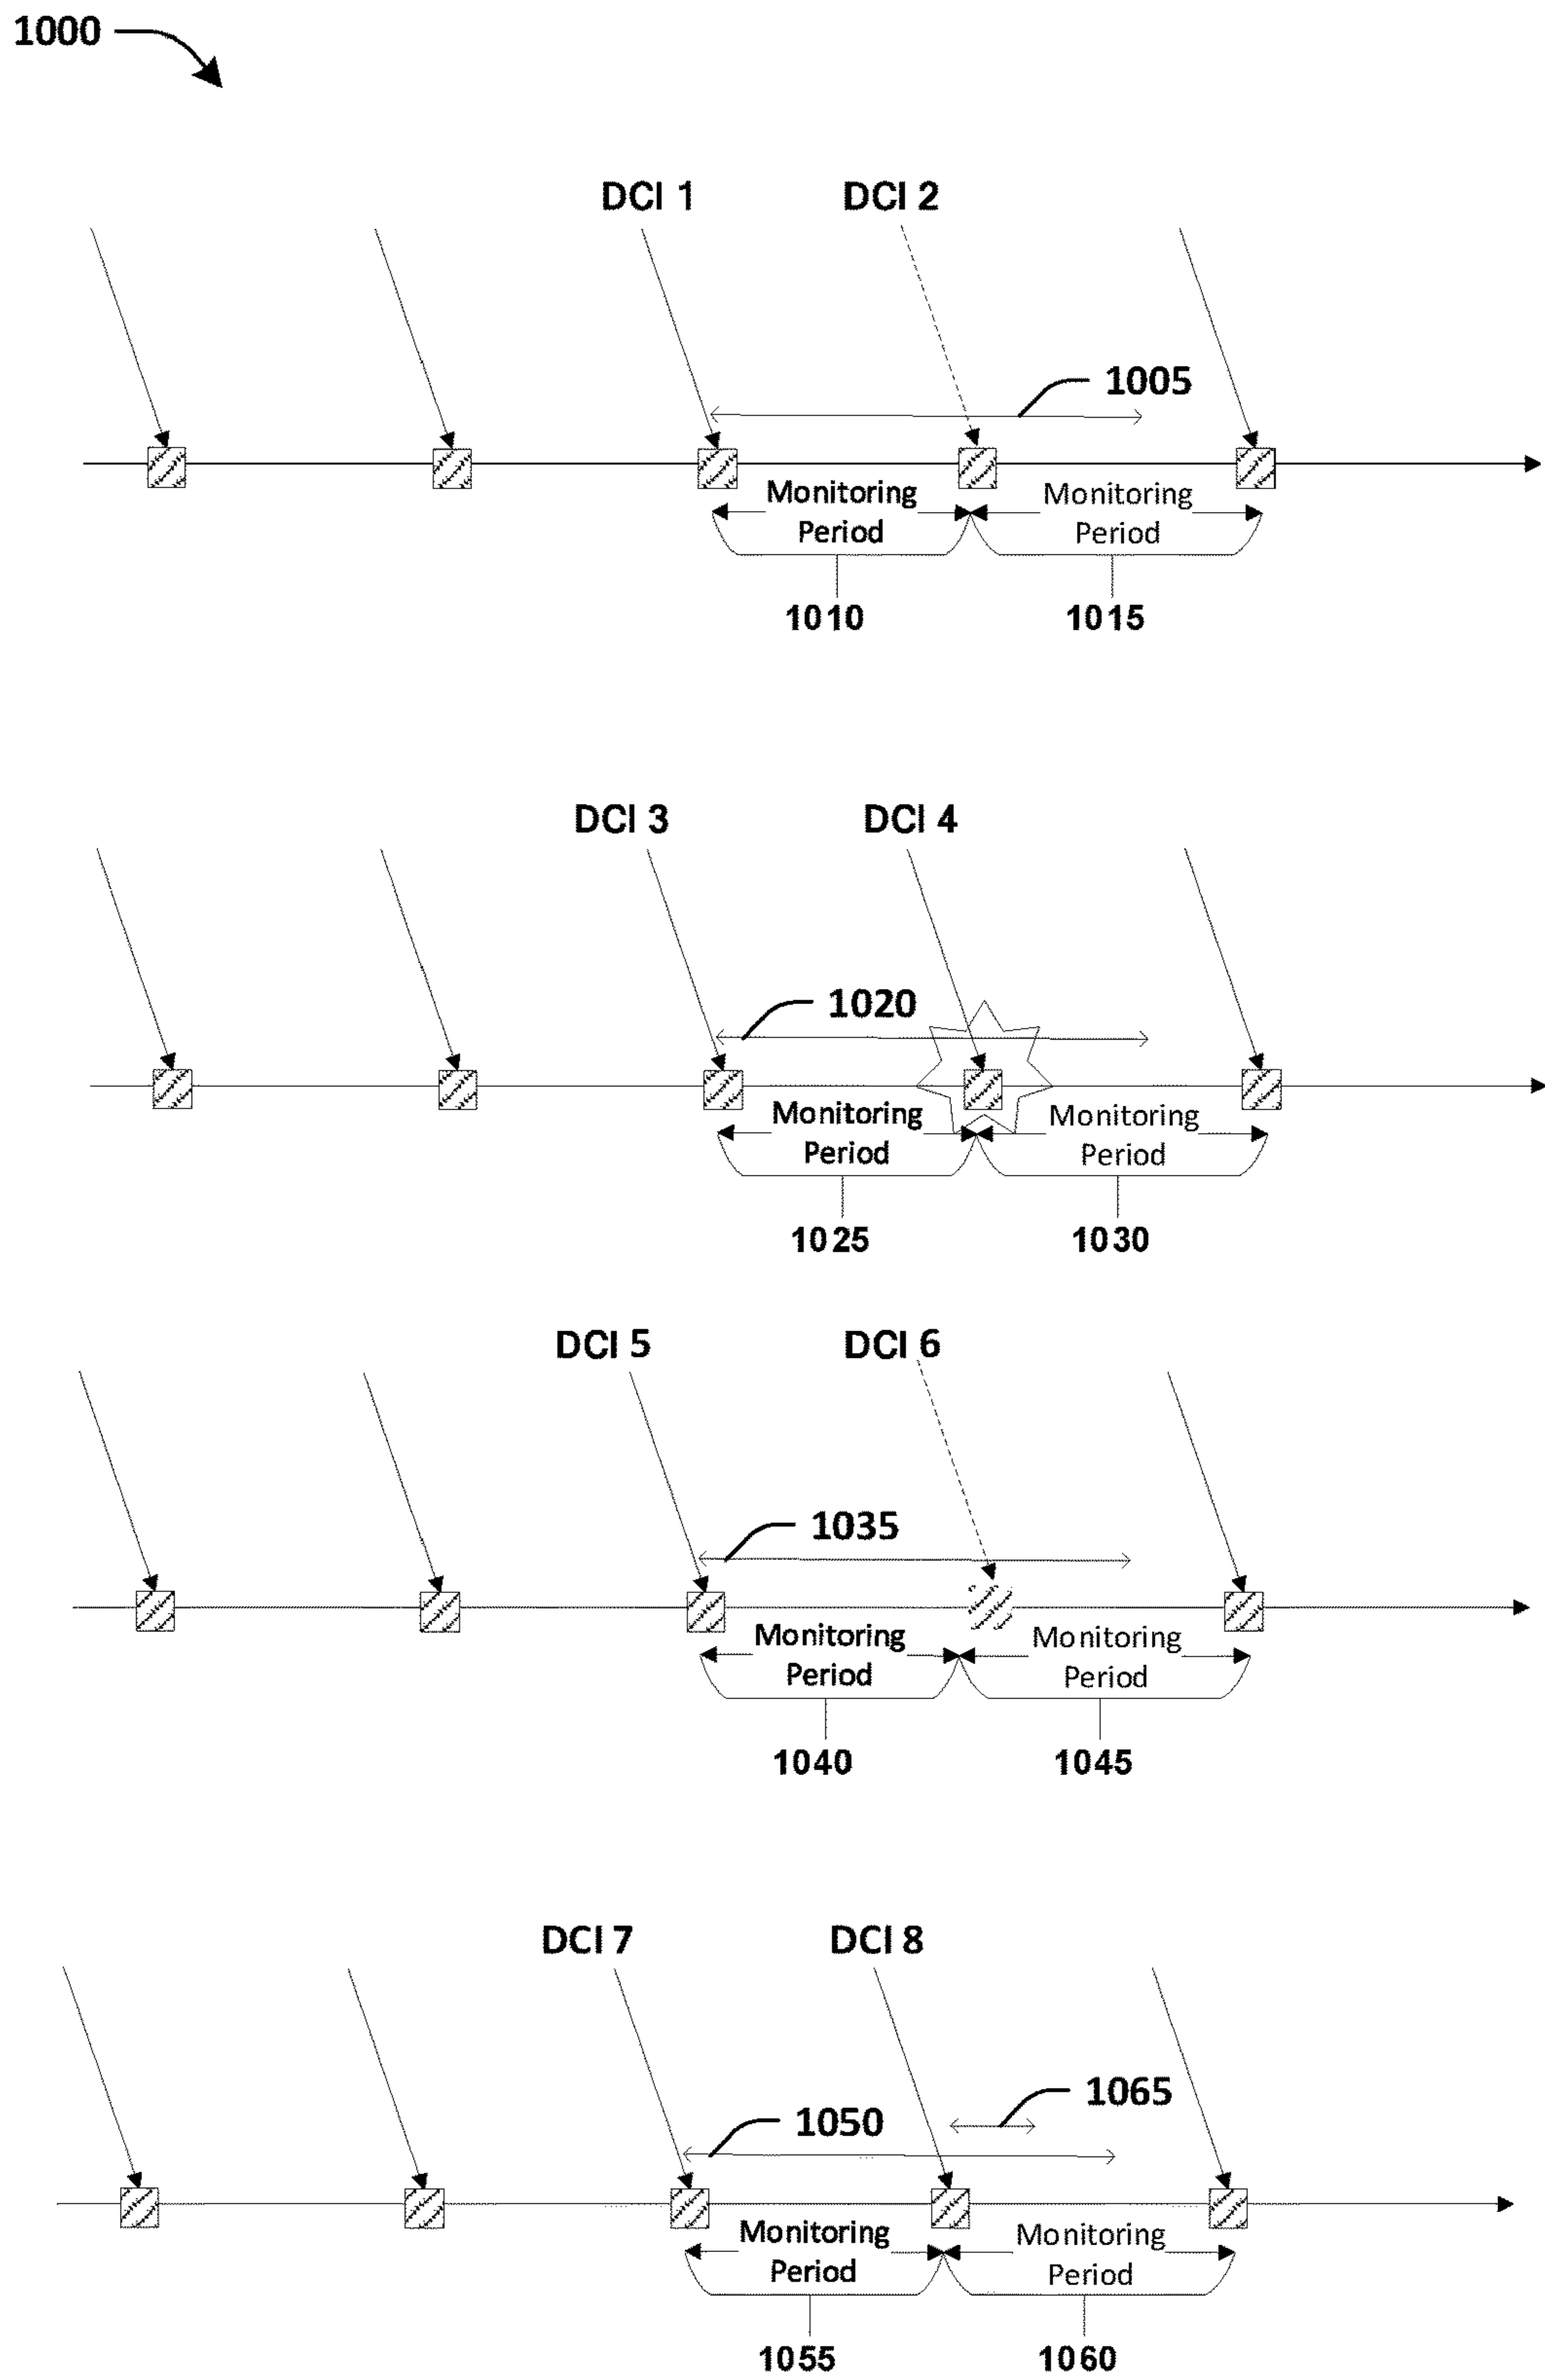 1000
DCI 1
DCI 2
1005
Monitoring
Period
Monitoring
Period
1010
1015
DCI 3
DCI 4
1020
Monitoring
Period
Monitoring
Period
1025
1030
DCI 5
DCI 6
1035
Monitoring
Period
Monitoring
Period
1040
1045
DCI 7
DCI 8
1065
1050
Monitoring
Period
Monitoring
Period
1055
1060